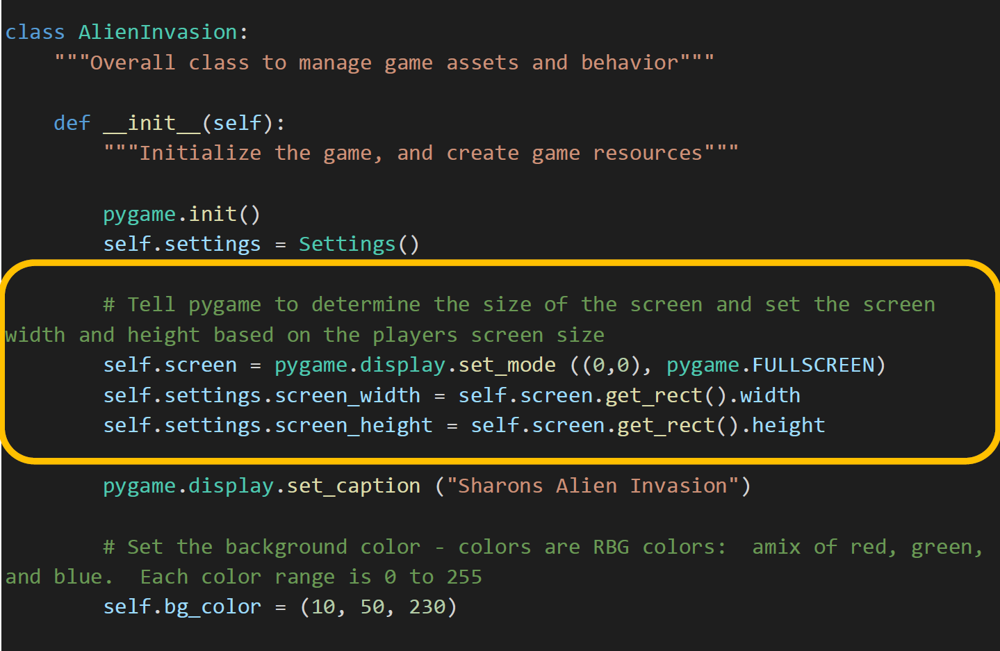 class AlienInvasion:
    """Overall class to manage game assets and behavior"""
    def __init__(self):
        """Initialize the game, and create game resources"""
        pygame.init()
        self.settings = Settings()
        # Tell pygame to determine the size of the screen and set the screen
width and height based on the players screen size
        self.screen = pygame.display.set_mode ((0,0), pygame.FULLSCREEN)
        self.settings.screen_width = self.screen.get_rect().width
        self.settings.screen_height = self.screen.get_rect().height
        pygame.display.set_caption ("Sharons Alien Invasion")
        # Set the background color - colors are RBG colors:  amix of red, green,
and blue.  Each color range is 0 to 255
        self.bg_color = (10, 50, 230)